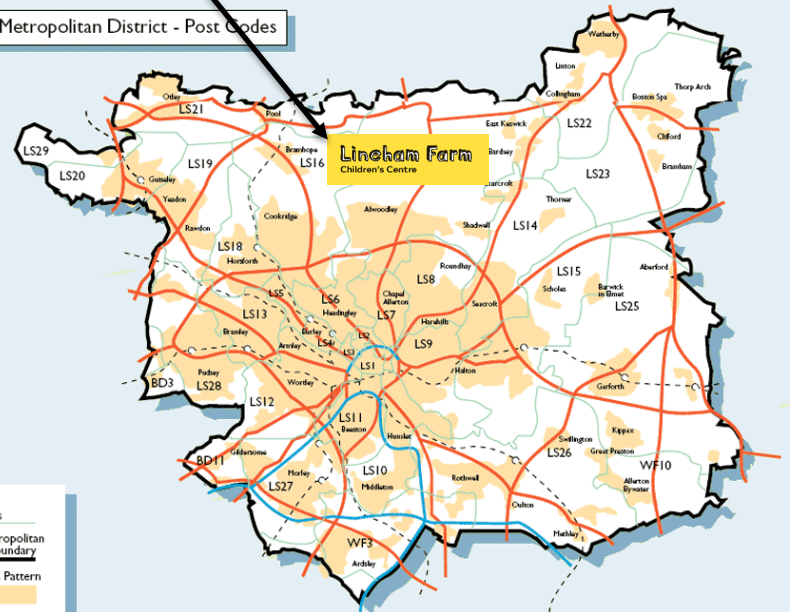 Metropolitan District - Post Codes
Wetherby
Linton
Collingham
Thorp Arch
Boston Spa
Otley
LS21
Pool
East Keswick
LS22
Clifford
LS29
LS20
LS19
Bramhope
LS16
Lineham Farm
Children's Centre
Bardsey
Bramham
Guiseley
LS23
Scarcroft
Yeadon
Thorner
Cookridge
Alwoodley
Rawdon
Shadwell
LS14
LS18
Horsforth
Roundhay
LS8
LS15
Aberford
LS5
LS6
Chapel
Allerton
Scholes
Barwick
in Elmet
LS13
Headingley
LS7
Seacroft
LS25
Bramley
Burley
LS2
Harehills
Armley
LS4
LS3
LS9
LS1
Halton
Pudsey
BD3
LS28
Wortley
Garforth
LS12
LS11
Beeston
Hunslet
Kippax
Swillington
Gildersome
LS26
Great Preston
BD11
WF10
Morley
LS10
LS27
Middleton
Rothwell
Allerton
Bywater
Oulton
Methley
WF3
Ardsley
s
ropolitan
oundary
Pattern